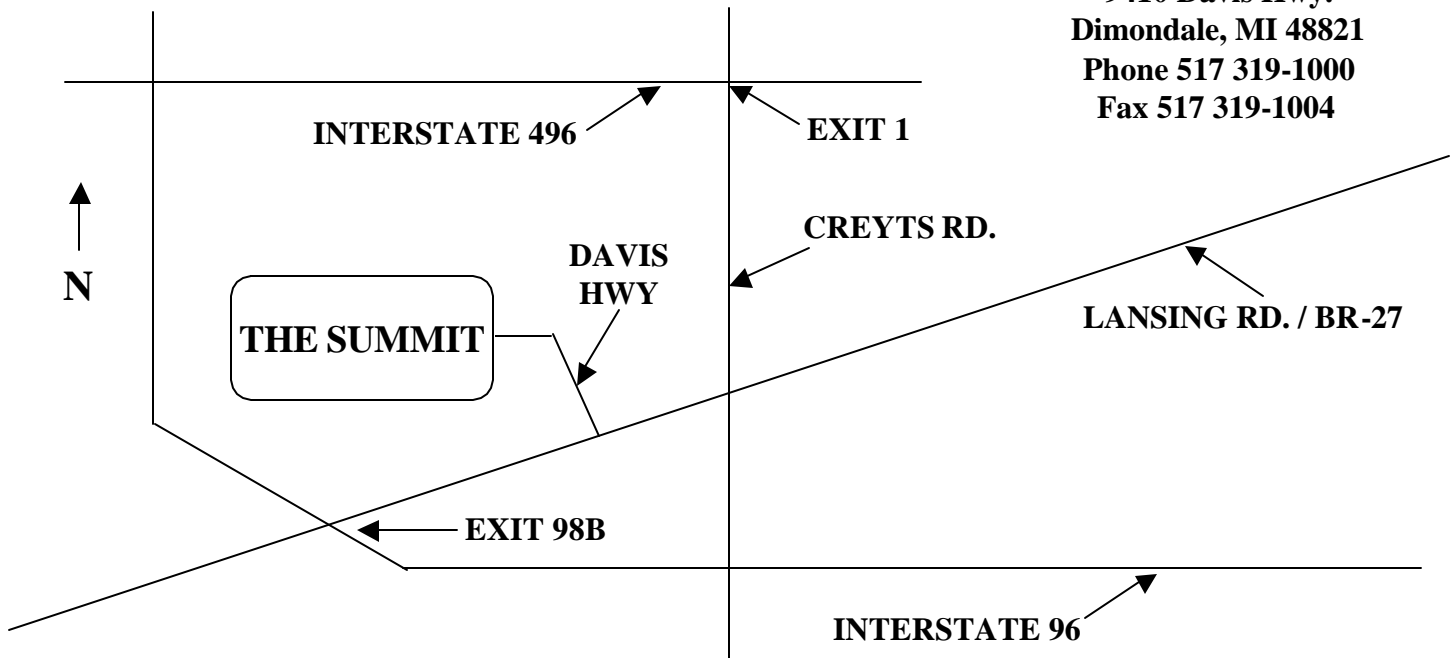 Dimondale, MI 48821
Phone 517 319-1000
Fax 517 319-1004
INTERSTATE 496
EXIT 1
N
CREYTS RD.
DAVIS
HWY
THE SUMMIT
LANSING RD. / BR-27
EXIT 98B
INTERSTATE 96